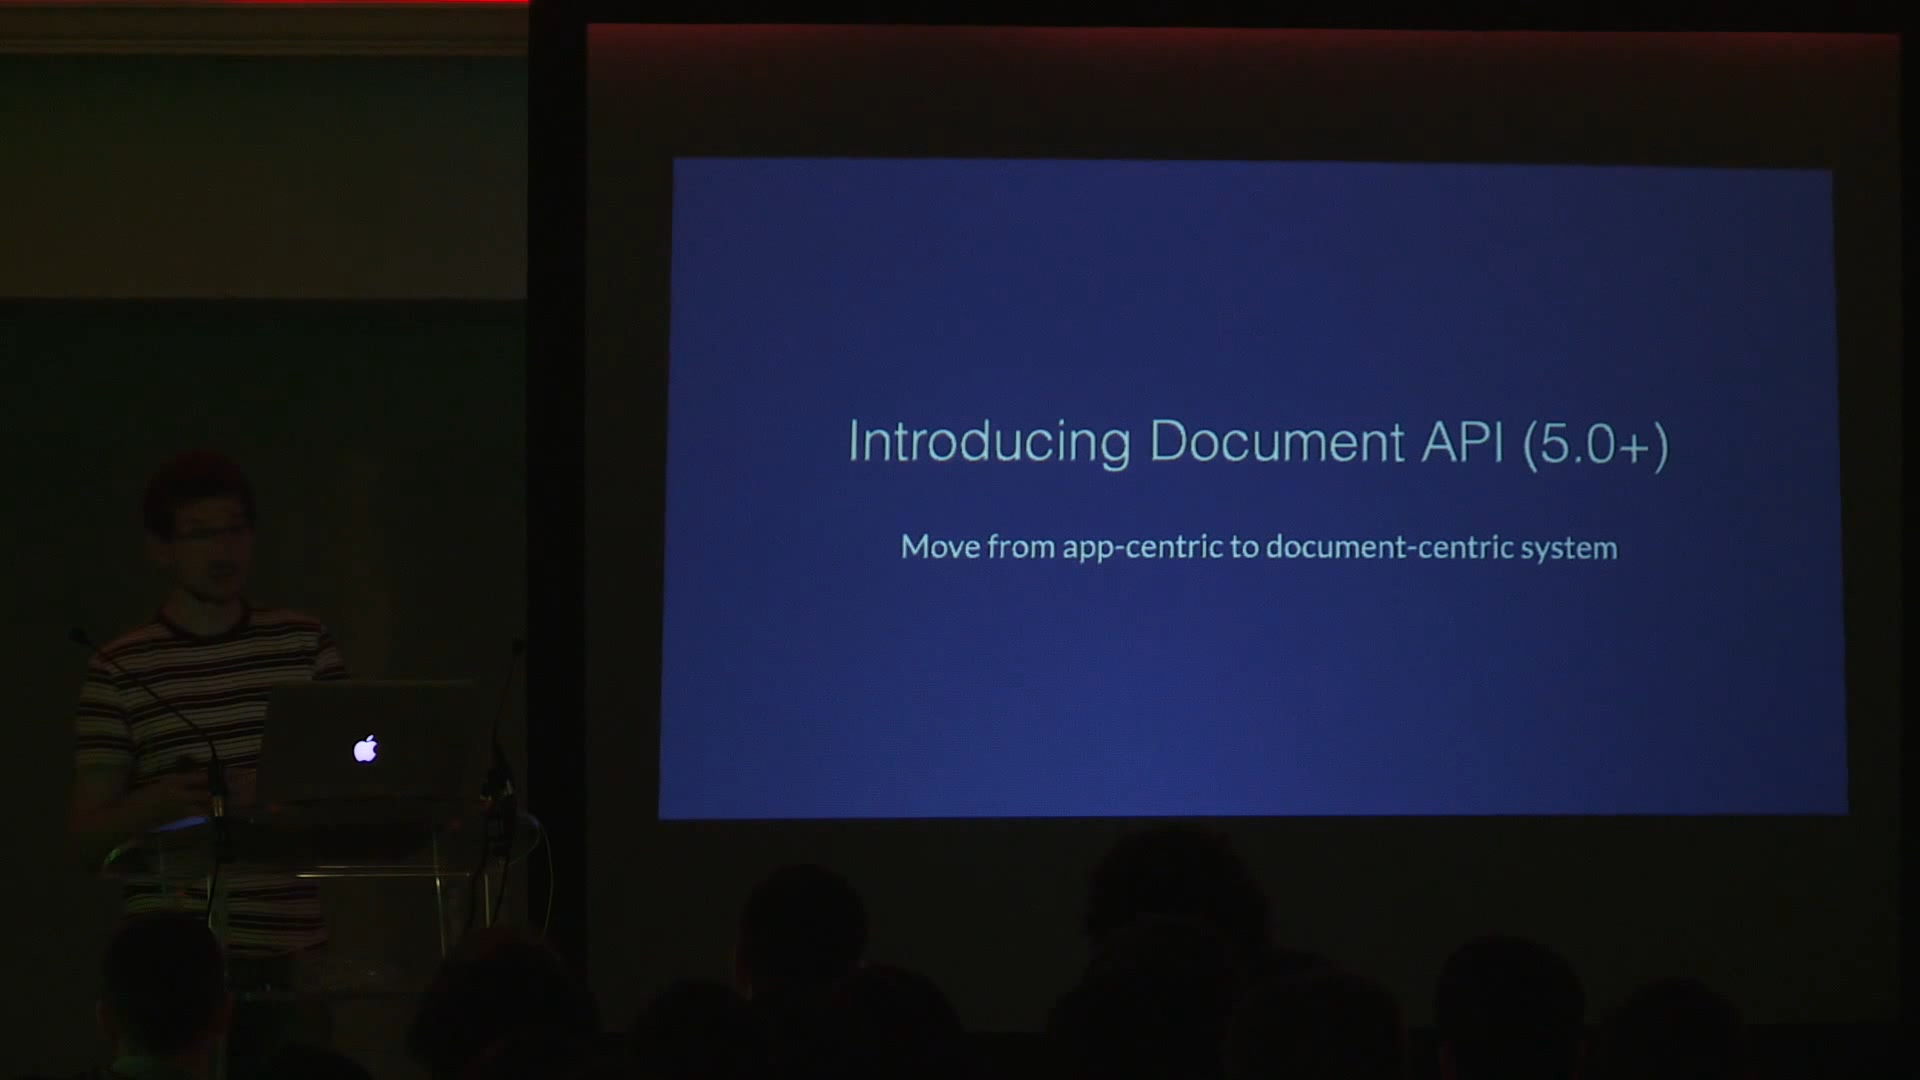 Introducing Document API (5.0+)
Move from app-centric to document-centric system